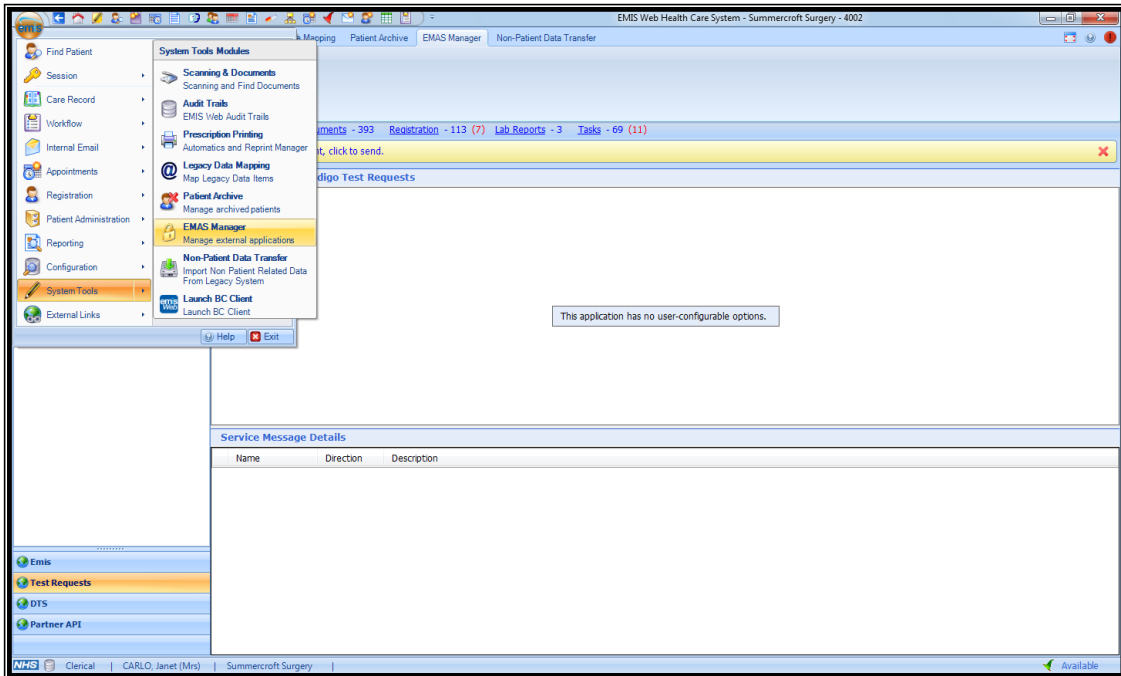 EMIS Web Health Care System - Summercroft Surgery - 4002
emis
Mapping Patient Archive EMAS Manager Non-Patient Data Transfer
Find Patient
Session
Care Record
Workflow
Internal Email
Appointments
Registration
Patient Administration
Reporting
Configuration
System Tools
External Links
Help Exit
System Tools Modules
Scanning & Documents
Scanning and Find Documents
Audit Trails
EMIS Web Audit Trails
Prescription Printing
Automatics and Reprint Manager
Legacy Data Mapping
Map Legacy Data Items
Patient Archive
Manage archived patients
EMAS Manager
Manage external applications
Non-Patient Data Transfer
Import Non Patient Related Data
From Legacy System
emis Web
Launch BC Client
Launch BC Client
uments - 393 Registration - 113 (7) Lab Reports - 3 Tasks - 69 (11)
t, click to send.
digo Test Requests
This application has no user-configurable options.
Service Message Details
Name Direction Description
Emis
Test Requests
DTS
Partner API
NHS Clerical | CARLO, Janet (Mrs) | Summercroft Surgery | Available